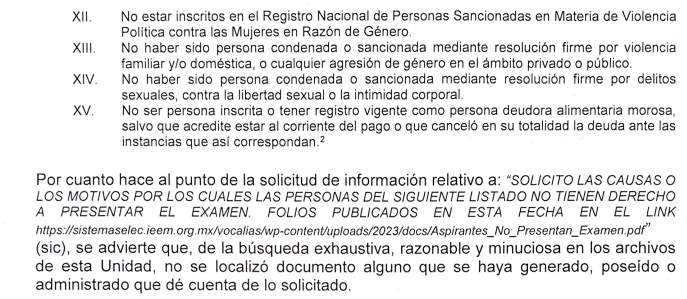 XII. No estar inscritos en el Registro Nacional de Personas Sancionadas en Materia de Violencia
Política contra las Mujeres en Razón de Género.
XIII. No haber sido persona condenada o sancionada mediante resolución firme por violencia
familiar y/o doméstica, o cualquier agresión de género en el ámbito privado o público.
XIV. No haber sido persona condenada o sancionada mediante resolución firme por delitos
sexuales, contra la libertad sexual o la intimidad corporal.
XV. No ser persona inscrita o tener registro vigente como persona deudora alimentaria morosa,
salvo que acredite estar al corriente del pago o que canceló en su totalidad la deuda ante las
instancias que así correspondan.²
Por cuanto hace al punto de la solicitud de información relativo a: “SOLICITO LAS CAUSAS O
LOS MOTIVOS POR LOS CUALES LAS PERSONAS DEL SIGUIENTE LISTADO NO TIENEN DERECHO
A PRESENTAR EL EXAMEN. FOLIOS PUBLICADOS EN ESTA FECHA EN EL LINK
https://sistemaselec.ieem.org.mx/vocalias/wp-content/uploads/2023/docs/Aspirantes_No_Presentan_Examen.pdf”
(sic), se advierte que, de la búsqueda exhaustiva, razonable y minuciosa en los archivos
de esta Unidad, no se localizó documento alguno que se haya generado, poseído o
administrado que dé cuenta de lo solicitado.